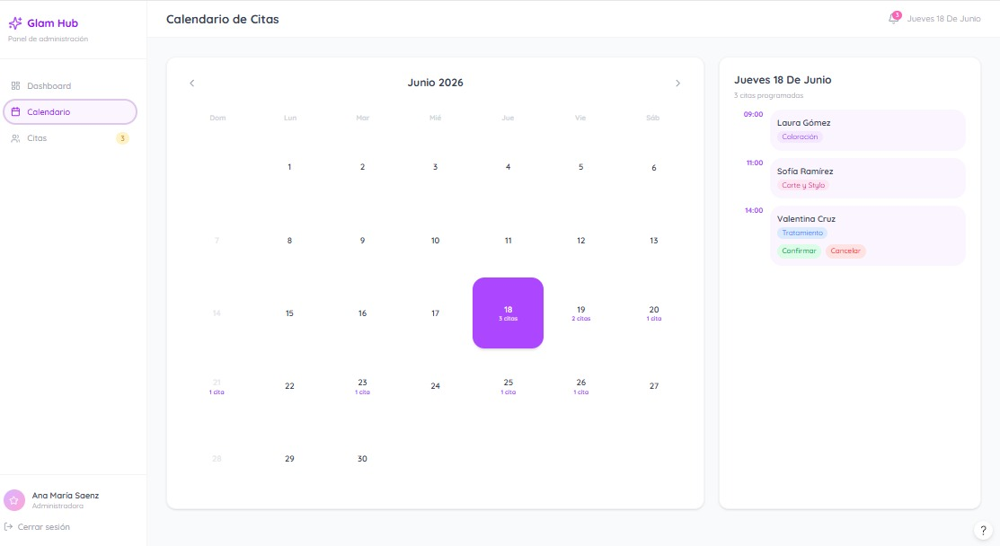 Glam Hub
Panel de administración
Dashboard
Calendario
Citas 3
Ana María Saenz
Administradora
Cerrar sesión
Calendario de Citas
3 Jueves 18 De Junio
Junio 2026
Dom Lun Mar Mié Jue Vie Sáb
1 2 3 4 5 6
7 8 9 10 11 12 13
14 15 16 17 18 19 20
3 citas 2 citas 1 cita
21 22 23 24 25 26 27
1 cita 1 cita 1 cita 1 cita
28 29 30
Jueves 18 De Junio
3 citas programadas
09:00 Laura Gómez
Coloración
11:00 Sofía Ramírez
Corte y Stylo
14:00 Valentina Cruz
Tratamiento
Confirmar Cancelar
?